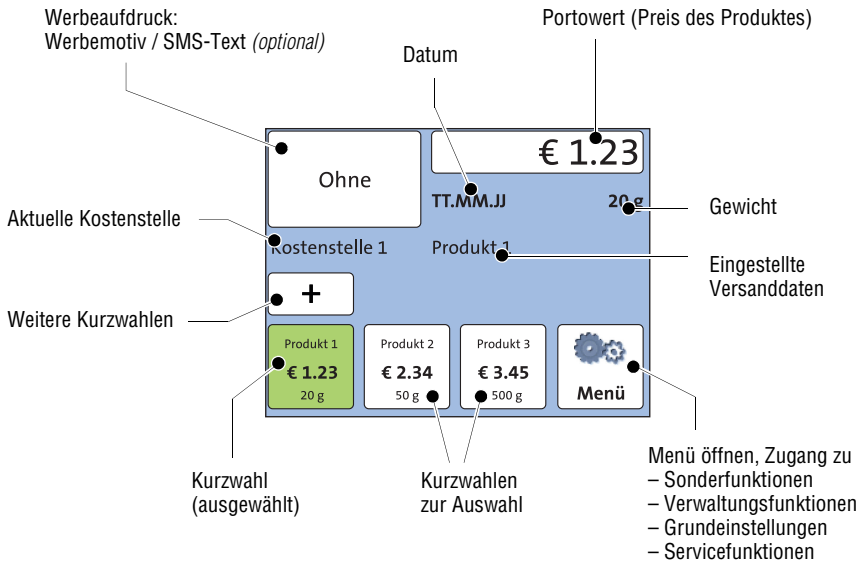 Werbeaufdruck:
Werbemotiv / SMS-Text (optional)
Portowert (Preis des Produktes)
Datum
€ 1.23
Ohne
TT.MM.JJ
20 g
Gewicht
Aktuelle Kostenstelle
Kostenstelle 1
Produkt 1
Eingestellte
Versanddaten
+
Weitere Kurzwahlen
Produkt 1
€ 1.23
20 g
Produkt 2
€ 2.34
50 g
Produkt 3
€ 3.45
500 g
Menü
Kurzwahl
(ausgewählt)
Kurzwahlen
zur Auswahl
Menü öffnen, Zugang zu
– Sonderfunktionen
– Verwaltungsfunktionen
– Grundeinstellungen
– Servicefunktionen